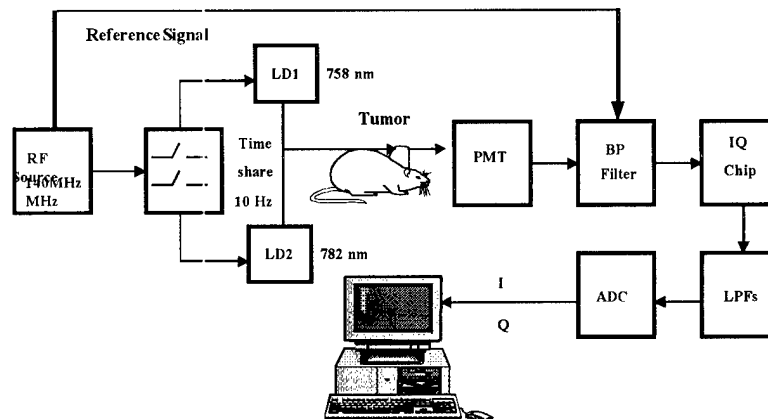 Reference Signal
LD1
758 nm
Tumor
RF
Source
140MHz
MHz
Time
share
10 Hz
PMT
BP
Filter
IQ
Chip
LD2
782 nm
I
Q
ADC
LPFs